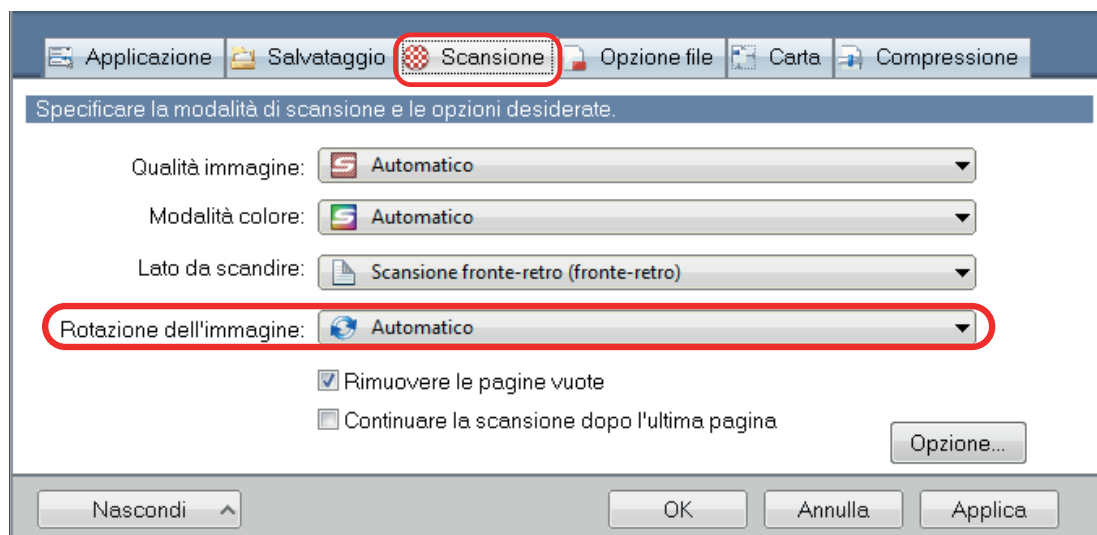 Applicazione Salvataggio Scansione Opzione file Carta Compressione
Specificare la modalità di scansione e le opzioni desiderate.
Qualità immagine: Automatico
Modalità colore: Automatico
Lato da scandire: Scansione fronte-retro (fronte-retro)
Rotazione dell'immagine: Automatico
Rimuovere le pagine vuote
Continuare la scansione dopo l'ultima pagina
Opzione...
Nascondi OK Annulla Applica